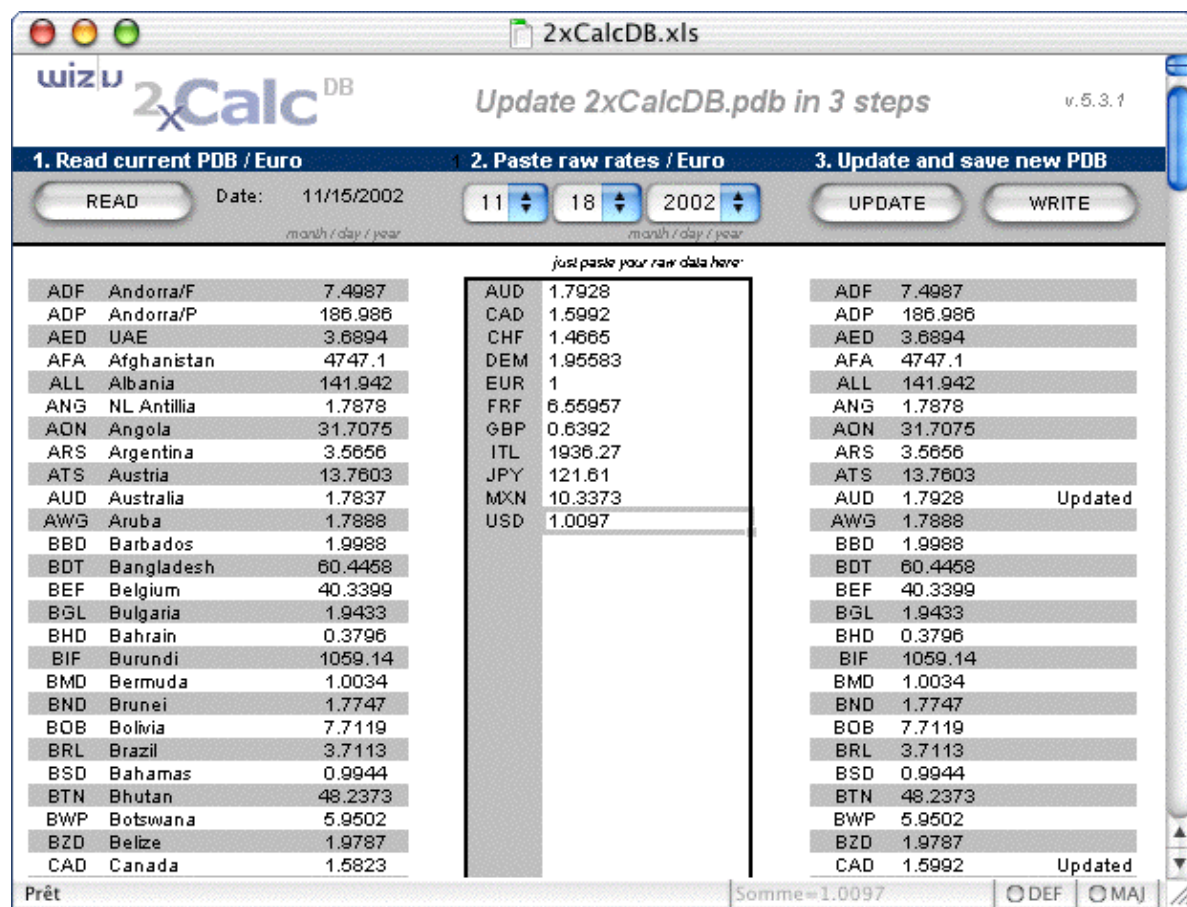 2xCalcDB.xls
wizu 2xCalc DB
Update 2xCalcDB.pdb in 3 steps
v.5.3.1
1. Read current PDB / Euro
2. Paste raw rates / Euro
3. Update and save new PDB
READ Date: 11/15/2002
month / day / year
11 18 2002
month / day / year
UPDATE WRITE
just paste your raw data here:
ADF Andorra/F 7.4987 AUD 1.7928 ADF 7.4987
ADP Andorra/P 186.986 CAD 1.5992 ADP 186.986
AED UAE 3.6894 CHF 1.4665 AED 3.6894
AFA Afghanistan 4747.1 DEM 1.95583 AFA 4747.1
ALL Albania 141.942 EUR 1 ALL 141.942
ANG NL Antillia 1.7878 FRF 6.55957 ANG 1.7878
AON Angola 31.7075 GBP 0.6392 AON 31.7075
ARS Argentina 3.5656 ITL 1936.27 ARS 3.5656
ATS Austria 13.7603 JPY 121.61 ATS 13.7603
AUD Australia 1.7837 MXN 10.3373 AUD 1.7928 Updated
AWG Aruba 1.7888 USD 1.0097 AWG 1.7888
BBD Barbados 1.9988 BBD 1.9988
BDT Bangladesh 60.4458 BDT 60.4458
BEF Belgium 40.3399 BEF 40.3399
BGL Bulgaria 1.9433 BGL 1.9433
BHD Bahrain 0.3796 BHD 0.3796
BIF Burundi 1059.14 BIF 1059.14
BMD Bermuda 1.0034 BMD 1.0034
BND Brunei 1.7747 BND 1.7747
BOB Bolivia 7.7119 BOB 7.7119
BRL Brazil 3.7113 BRL 3.7113
BSD Bahamas 0.9944 BSD 0.9944
BTN Bhutan 48.2373 BTN 48.2373
BWP Botswana 5.9502 BWP 5.9502
BZD Belize 1.9787 BZD 1.9787
CAD Canada 1.5823 CAD 1.5992 Updated
Prêt Somme=1.0097 DEF MAJ